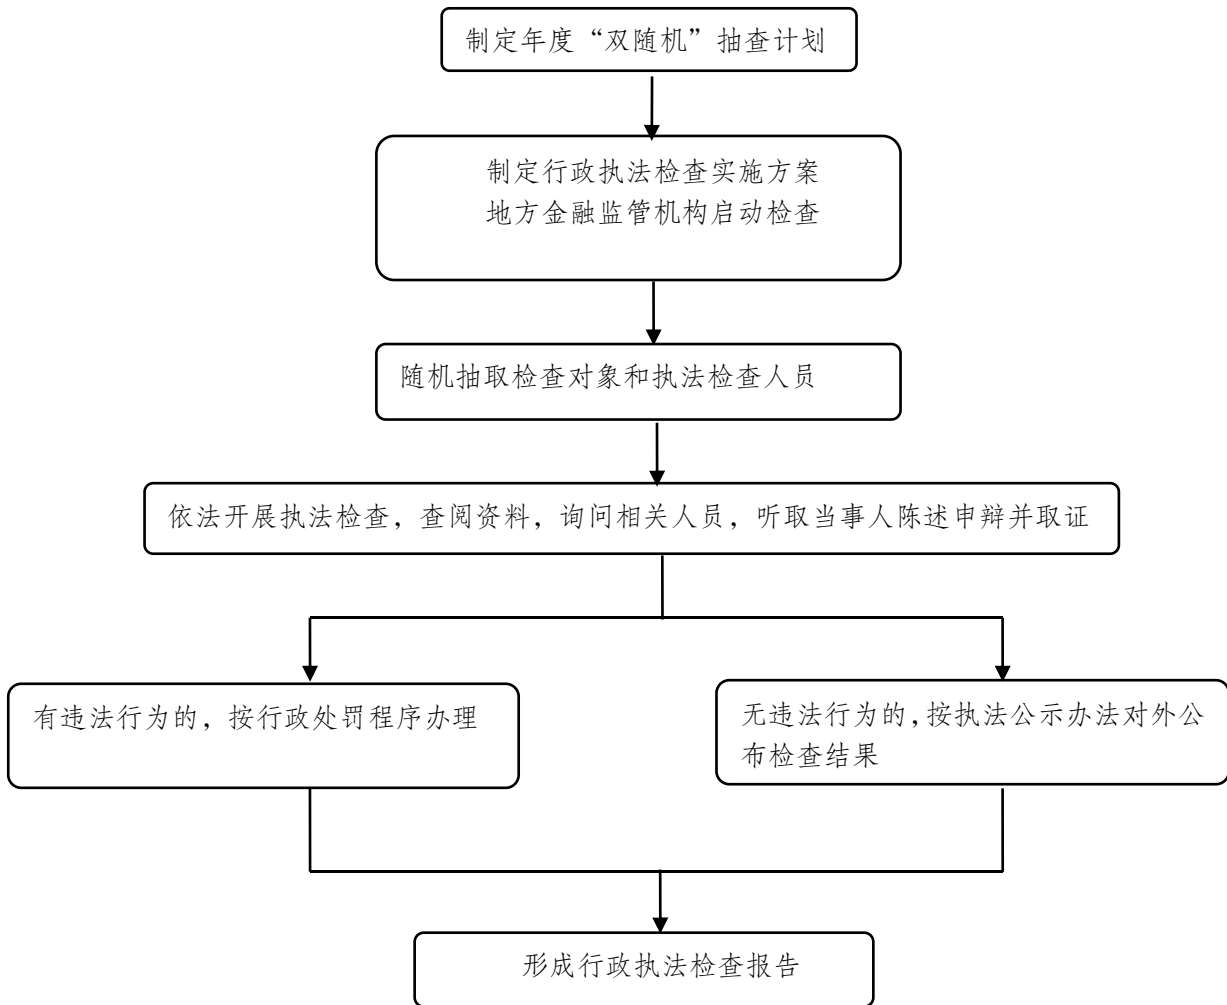 制定年度“双随机”抽查计划
制定行政执法检查实施方案
地方金融监管机构启动检查
随机抽取检查对象和执法检查人员
依法开展执法检查，查阅资料，询问相关人员，听取当事人陈述申辩并取证
有违法行为的，按行政处罚程序办理
无违法行为的，按执法公示办法对外公
布检查结果
形成行政执法检查报告